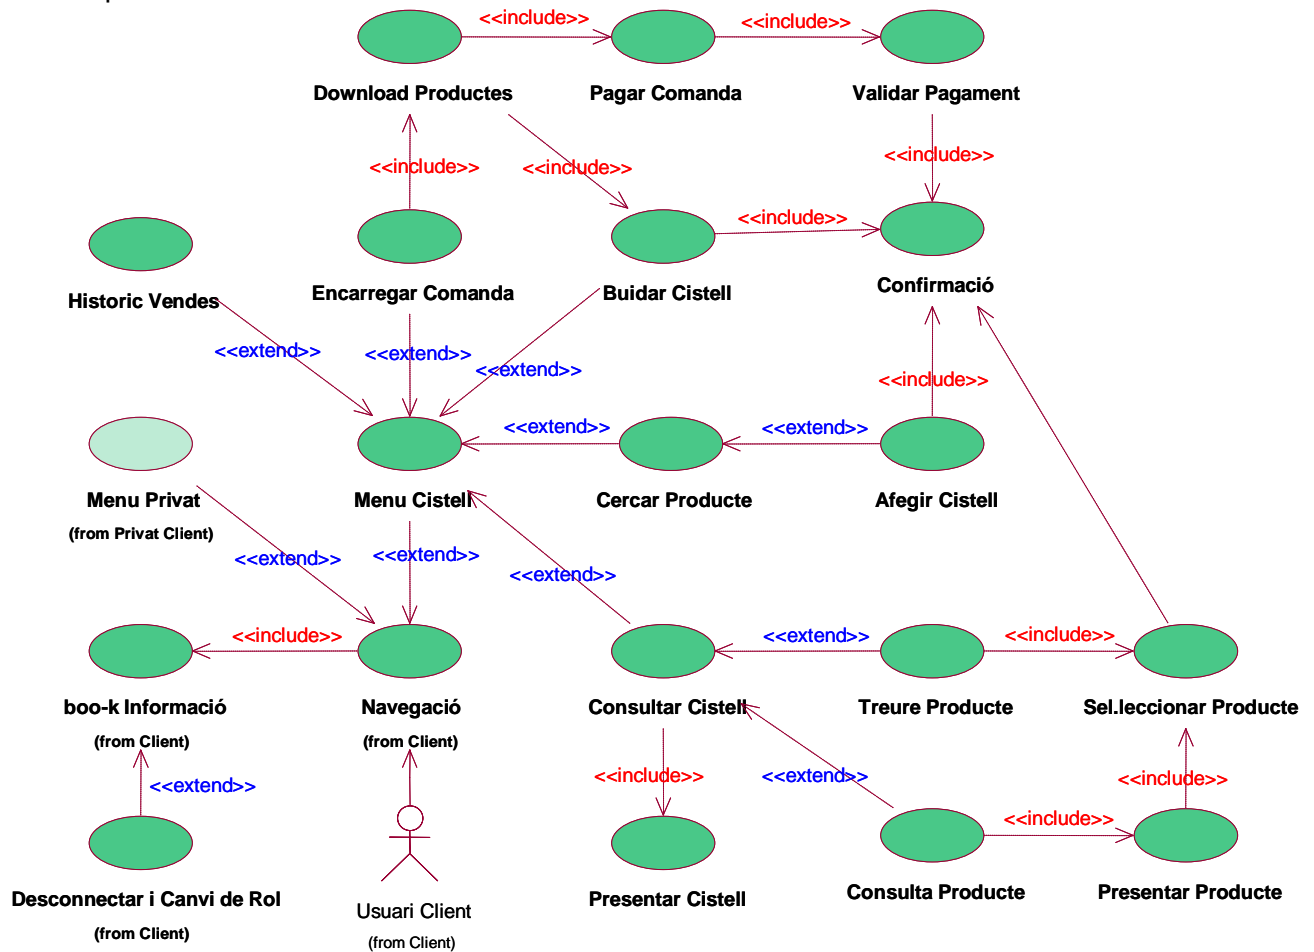 <<include>>
<<include>>
Download Productes
Pagar Comanda
Validar Pagament
<<include>>
<<include>>
<<include>>
<<include>>
Historic Vendes
Encarregar Comanda
Buidar Cistell
Confirmació
<<extend>>
<<extend>>
<<extend>>
<<include>>
<<extend>>
<<extend>>
Menu Privat
(from Privat Client)
Menu Cistell
Cercar Producte
Afegir Cistell
<<extend>>
<<extend>>
<<extend>>
<<include>>
<<extend>>
<<include>>
boo-k Informació
(from Client)
Navegació
(from Client)
Consultar Cistell
Treure Producte
Sel.leccionar Producte
<<extend>>
<<include>>
<<extend>>
<<include>>
<<include>>
Desconnectar i Canvi de Rol
(from Client)
Usuari Client
(from Client)
Presentar Cistell
Consulta Producte
Presentar Producte